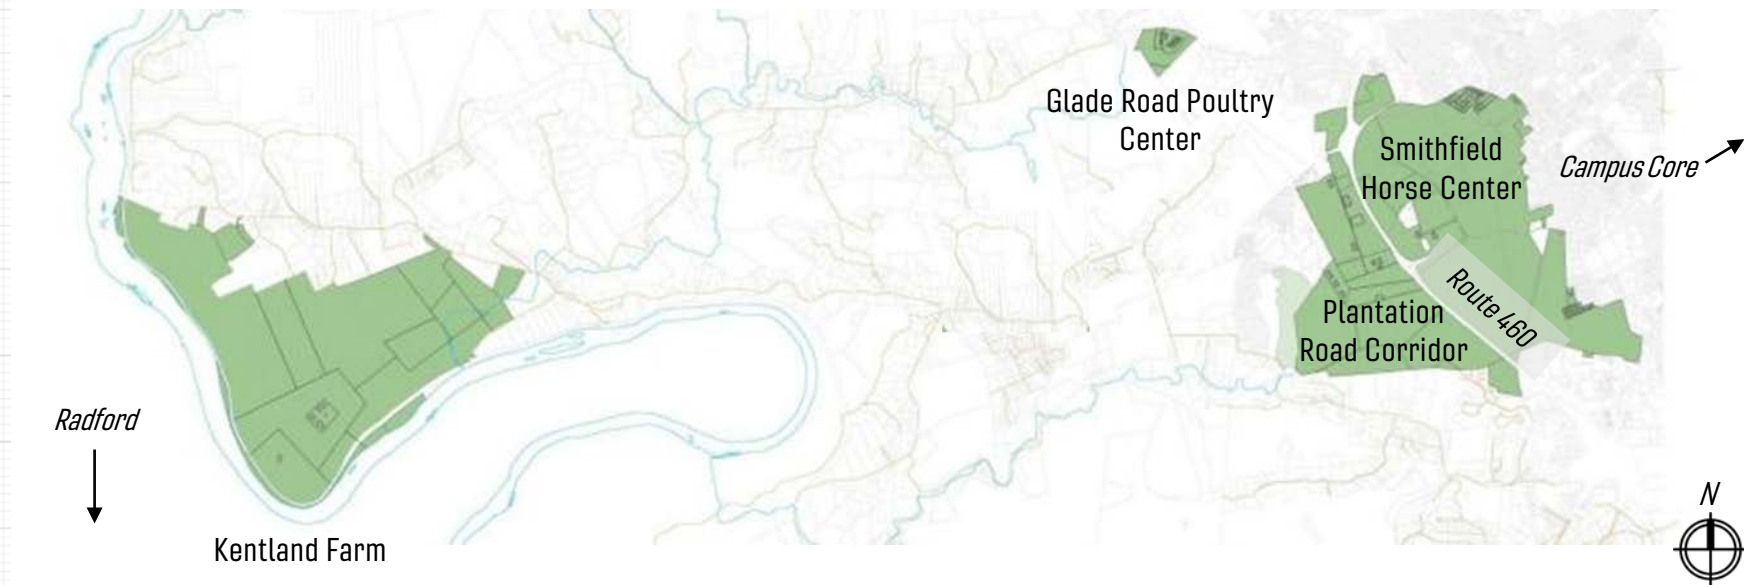 Glade Road Poultry
Center
Smithfield
Horse Center
Campus Core
Route 460
Plantation
Road Corridor
Radford
Kentland Farm
N